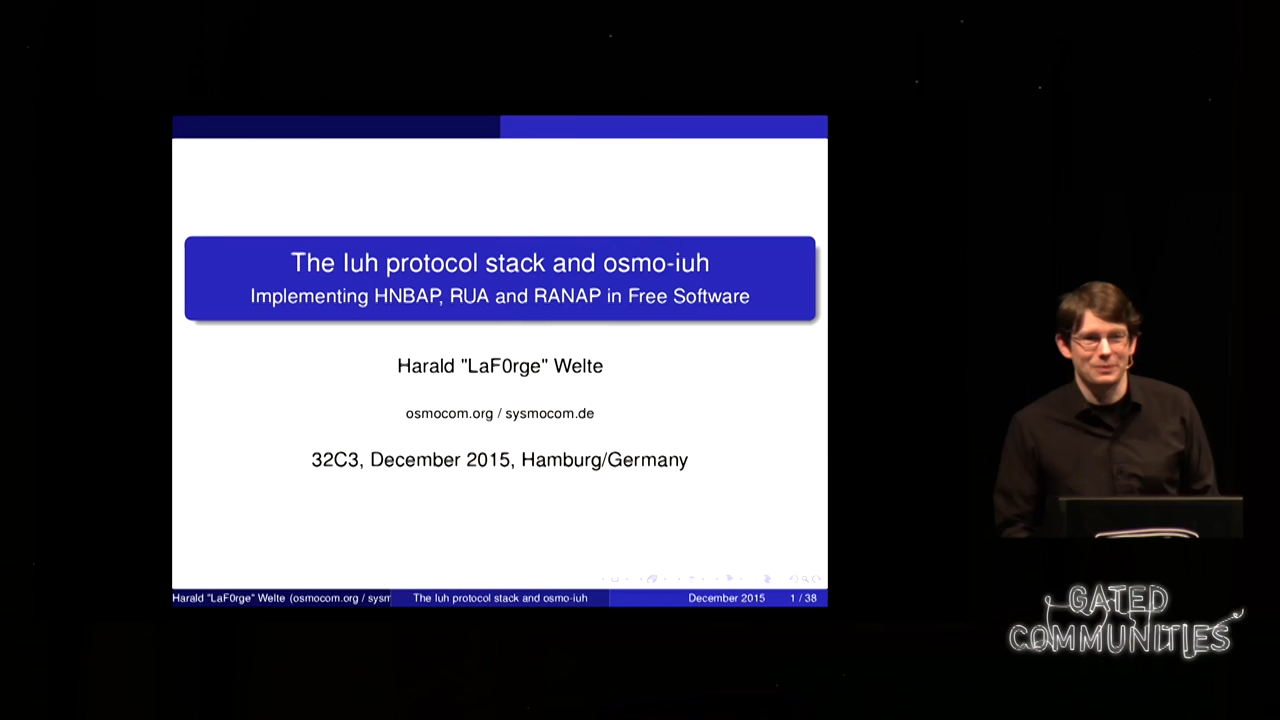 The Iuh protocol stack and osmo-iuh
Implementing HNBAP, RUA and RANAP in Free Software
Harald "LaF0rge" Welte
osmocom.org / sysmocom.de
32C3, December 2015, Hamburg/Germany
Harald "LaF0rge" Welte (osmocom.org / sysm
The Iuh protocol stack and osmo-iuh
December 2015
1 / 38
GATED
COMMUNITIES